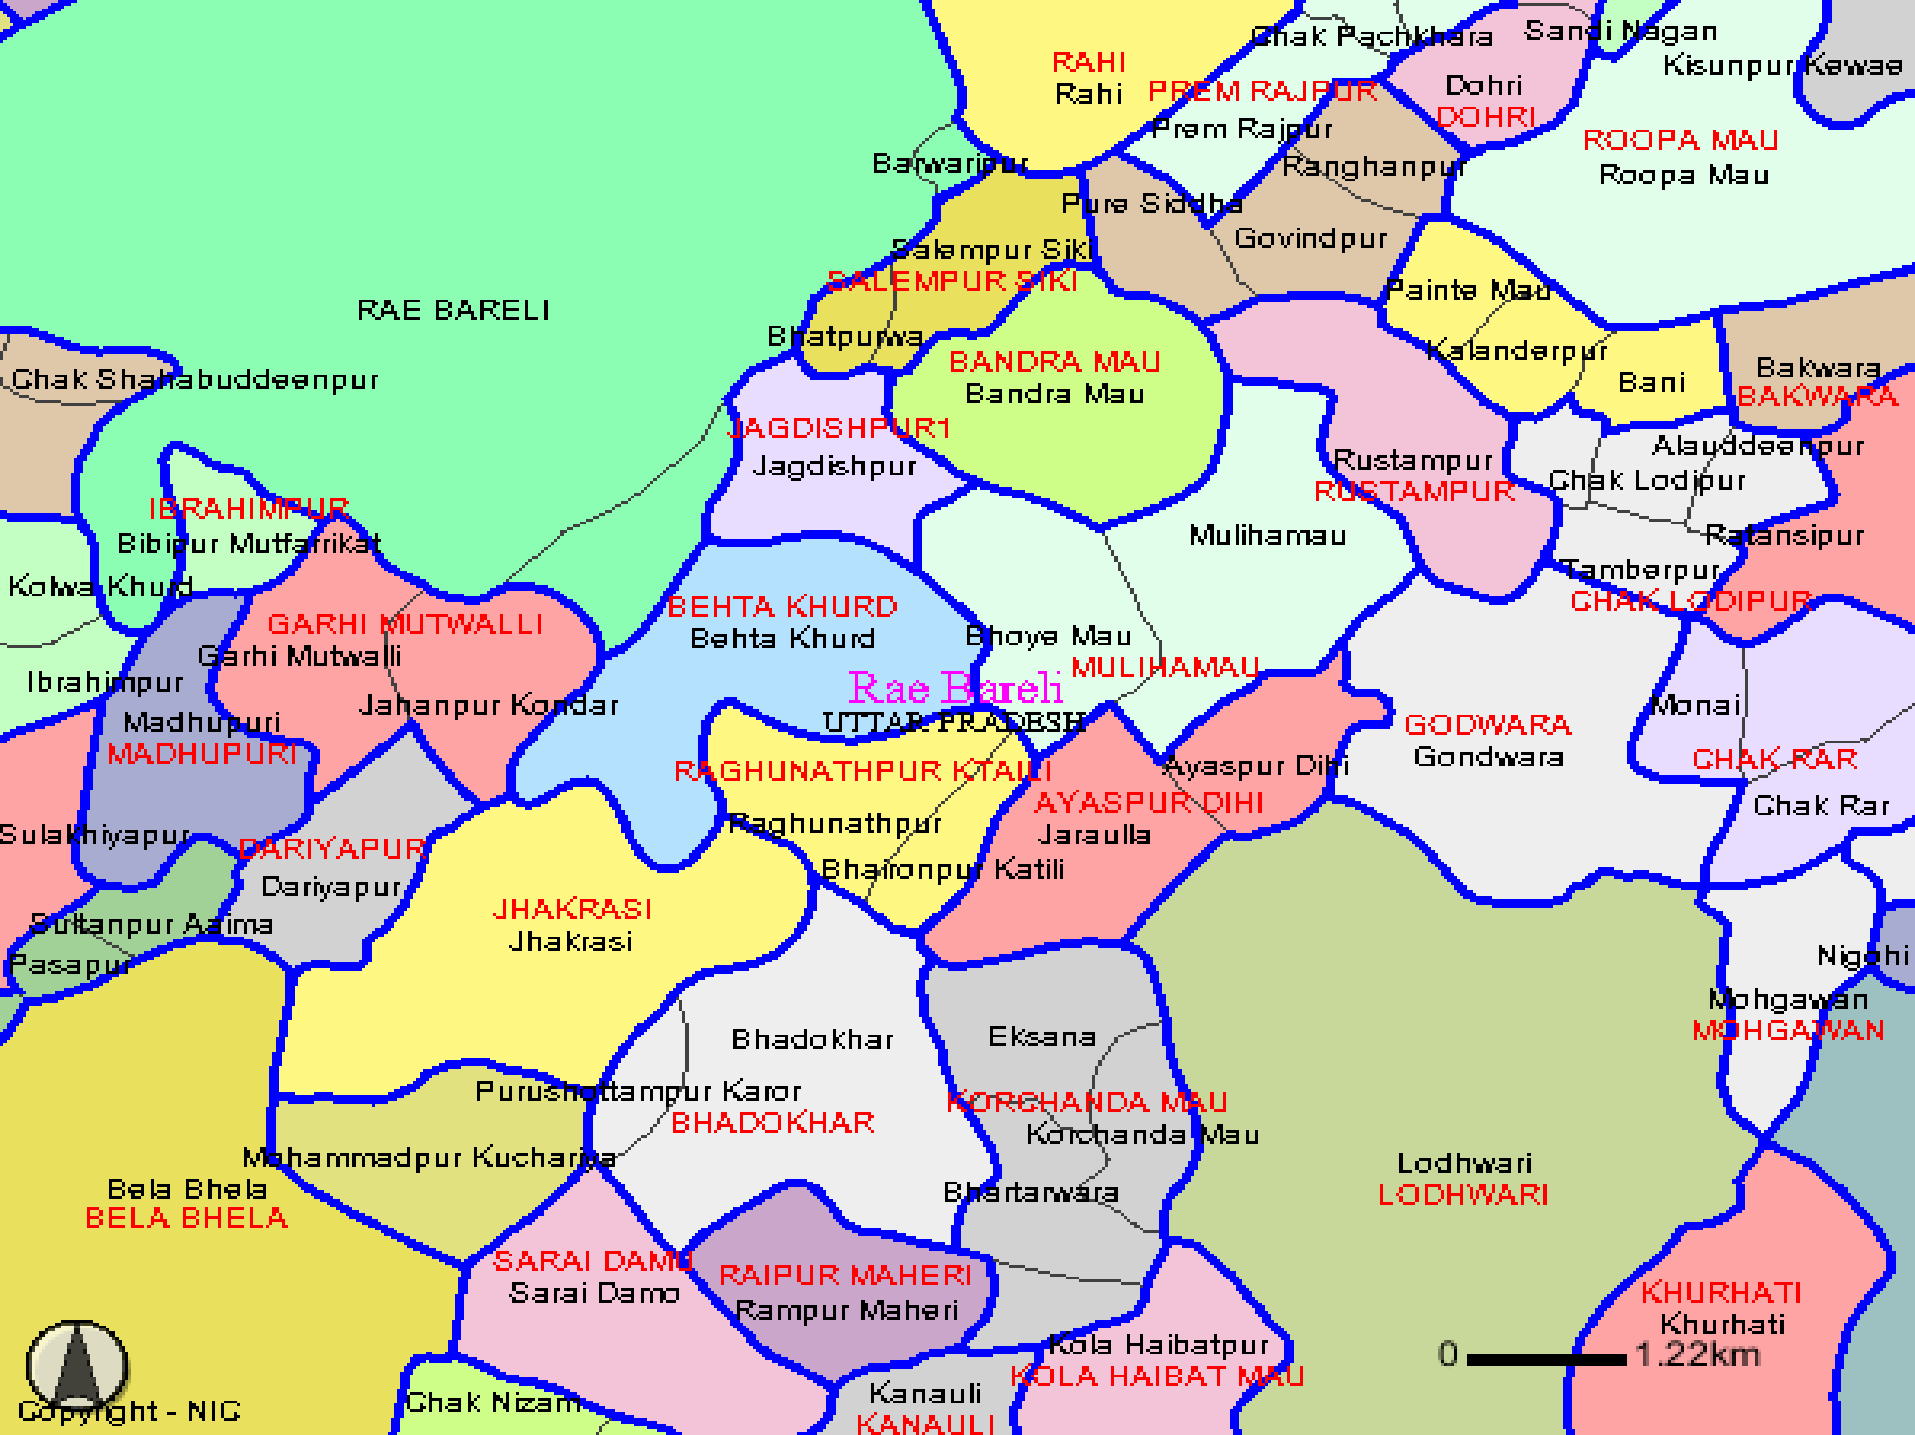 Chak Pachkhara
Sandi Nagan
RAHI
Rahi
Kisunpur Kewae
PREM RAJPUR
Prem Rajpur
Dohri
DOHRI
ROOPA MAU
Roopa Mau
Barwaripur
Ranghanpur
Pure Siddha
Govindpur
Salempur Siki
SALEMPUR SIKI
Painte Mau
RAE BARELI
Bhatpurwa
Kalanderpur
BANDRA MAU
Bandra Mau
Bani
Bakwara
BAKWARA
Chak Shahabuddeenpur
JAGDISHPUR1
Jagdishpur
Rustampur
RUSTAMPUR
Alauddeenpur
Chak Lodipur
IBRAHIMPUR
Bibipur Mutfarrikat
Mulihamau
Ratansipur
Tamberpur
CHAK LODIPUR
Kolwa Khurd
GARHI MUTWALLI
Garhi Mutwalli
BEHTA KHURD
Behta Khurd
Bhoye Mau
MULIHAMAU
Ibrahimpur
Rae Bareli
UTTAR PRADESH
Jahanpur Kondar
Madhupuri
MADHUPURI
Monai
GODWARA
Gondwara
CHAK RAR
Chak Rar
RAGHUNATHPUR KTAILI
Ayaspur Dihi
AYASPUR DIHI
Jaraulla
Raghunathpur
Bhaironpur Katili
Sulakhiyapur
DARIYAPUR
Dariyapur
JHAKRASI
Jhakrasi
Sultanpur Aaima
Pasapur
Nigohi
Mohgawan
MOHGAWAN
Bhadokhar
Eksana
Purushottampur Karor
BHADOKHAR
KORCHANDA MAU
Korchanda Mau
Mohammadpur Kuchariya
Bela Bhela
BELA BHELA
Bhartarwara
Lodhwari
LODHWARI
SARAI DAMU
Sarai Damo
RAIPUR MAHERI
Rampur Maheri
KHURHATI
Khurhati
Kola Haibatpur
KOLA HAIBAT MAU
0 1.22km
Chak Nizam
Kanauli
KANAULI
Copyright - NIC